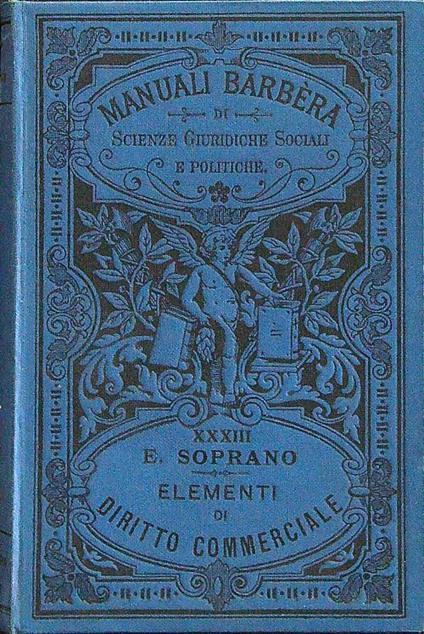 MANUALI BARBÈRA
DI
SCIENZE GIURIDICHE SOCIALI
E POLITICHE.
XXXIII
E. SOPRANO
ELEMENTI
DI
DIRITTO COMMERCIALE